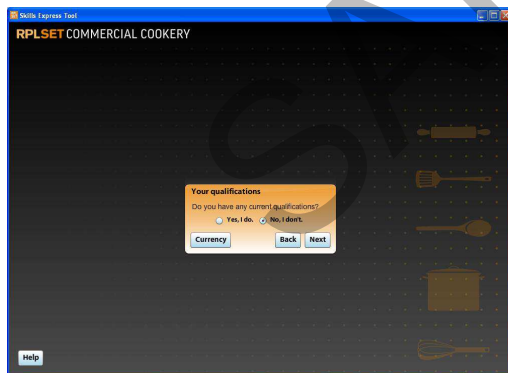 Skills Express Tool
RPLSET COMMERCIAL COOKERY
Your qualifications
Do you have any current qualifications?
Yes, I do. No, I don't.
Currency Back Next
Help